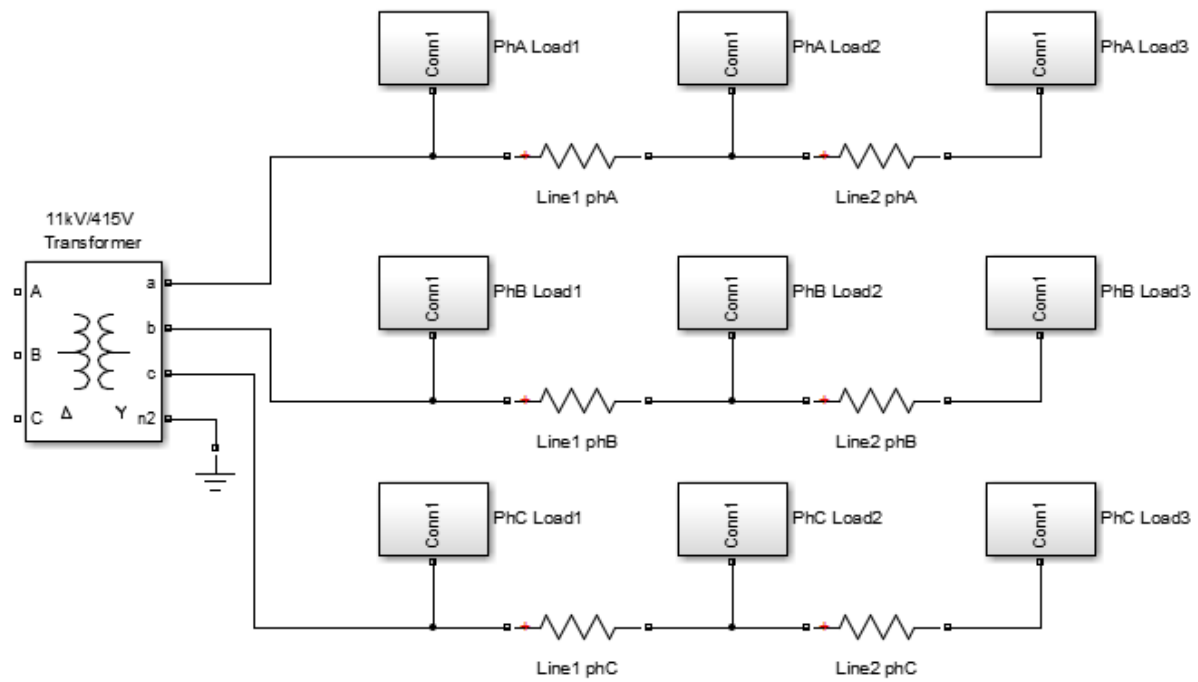 Conn1
PhA Load1
Conn1
PhA Load2
Conn1
PhA Load3
Line1 phA
Line2 phA
11kV/415V
Transformer
A
B
C
a
b
c
n2
Δ
Y
Conn1
PhB Load1
Conn1
PhB Load2
Conn1
PhB Load3
Line1 phB
Line2 phB
Conn1
PhC Load1
Conn1
PhC Load2
Conn1
PhC Load3
Line1 phC
Line2 phC